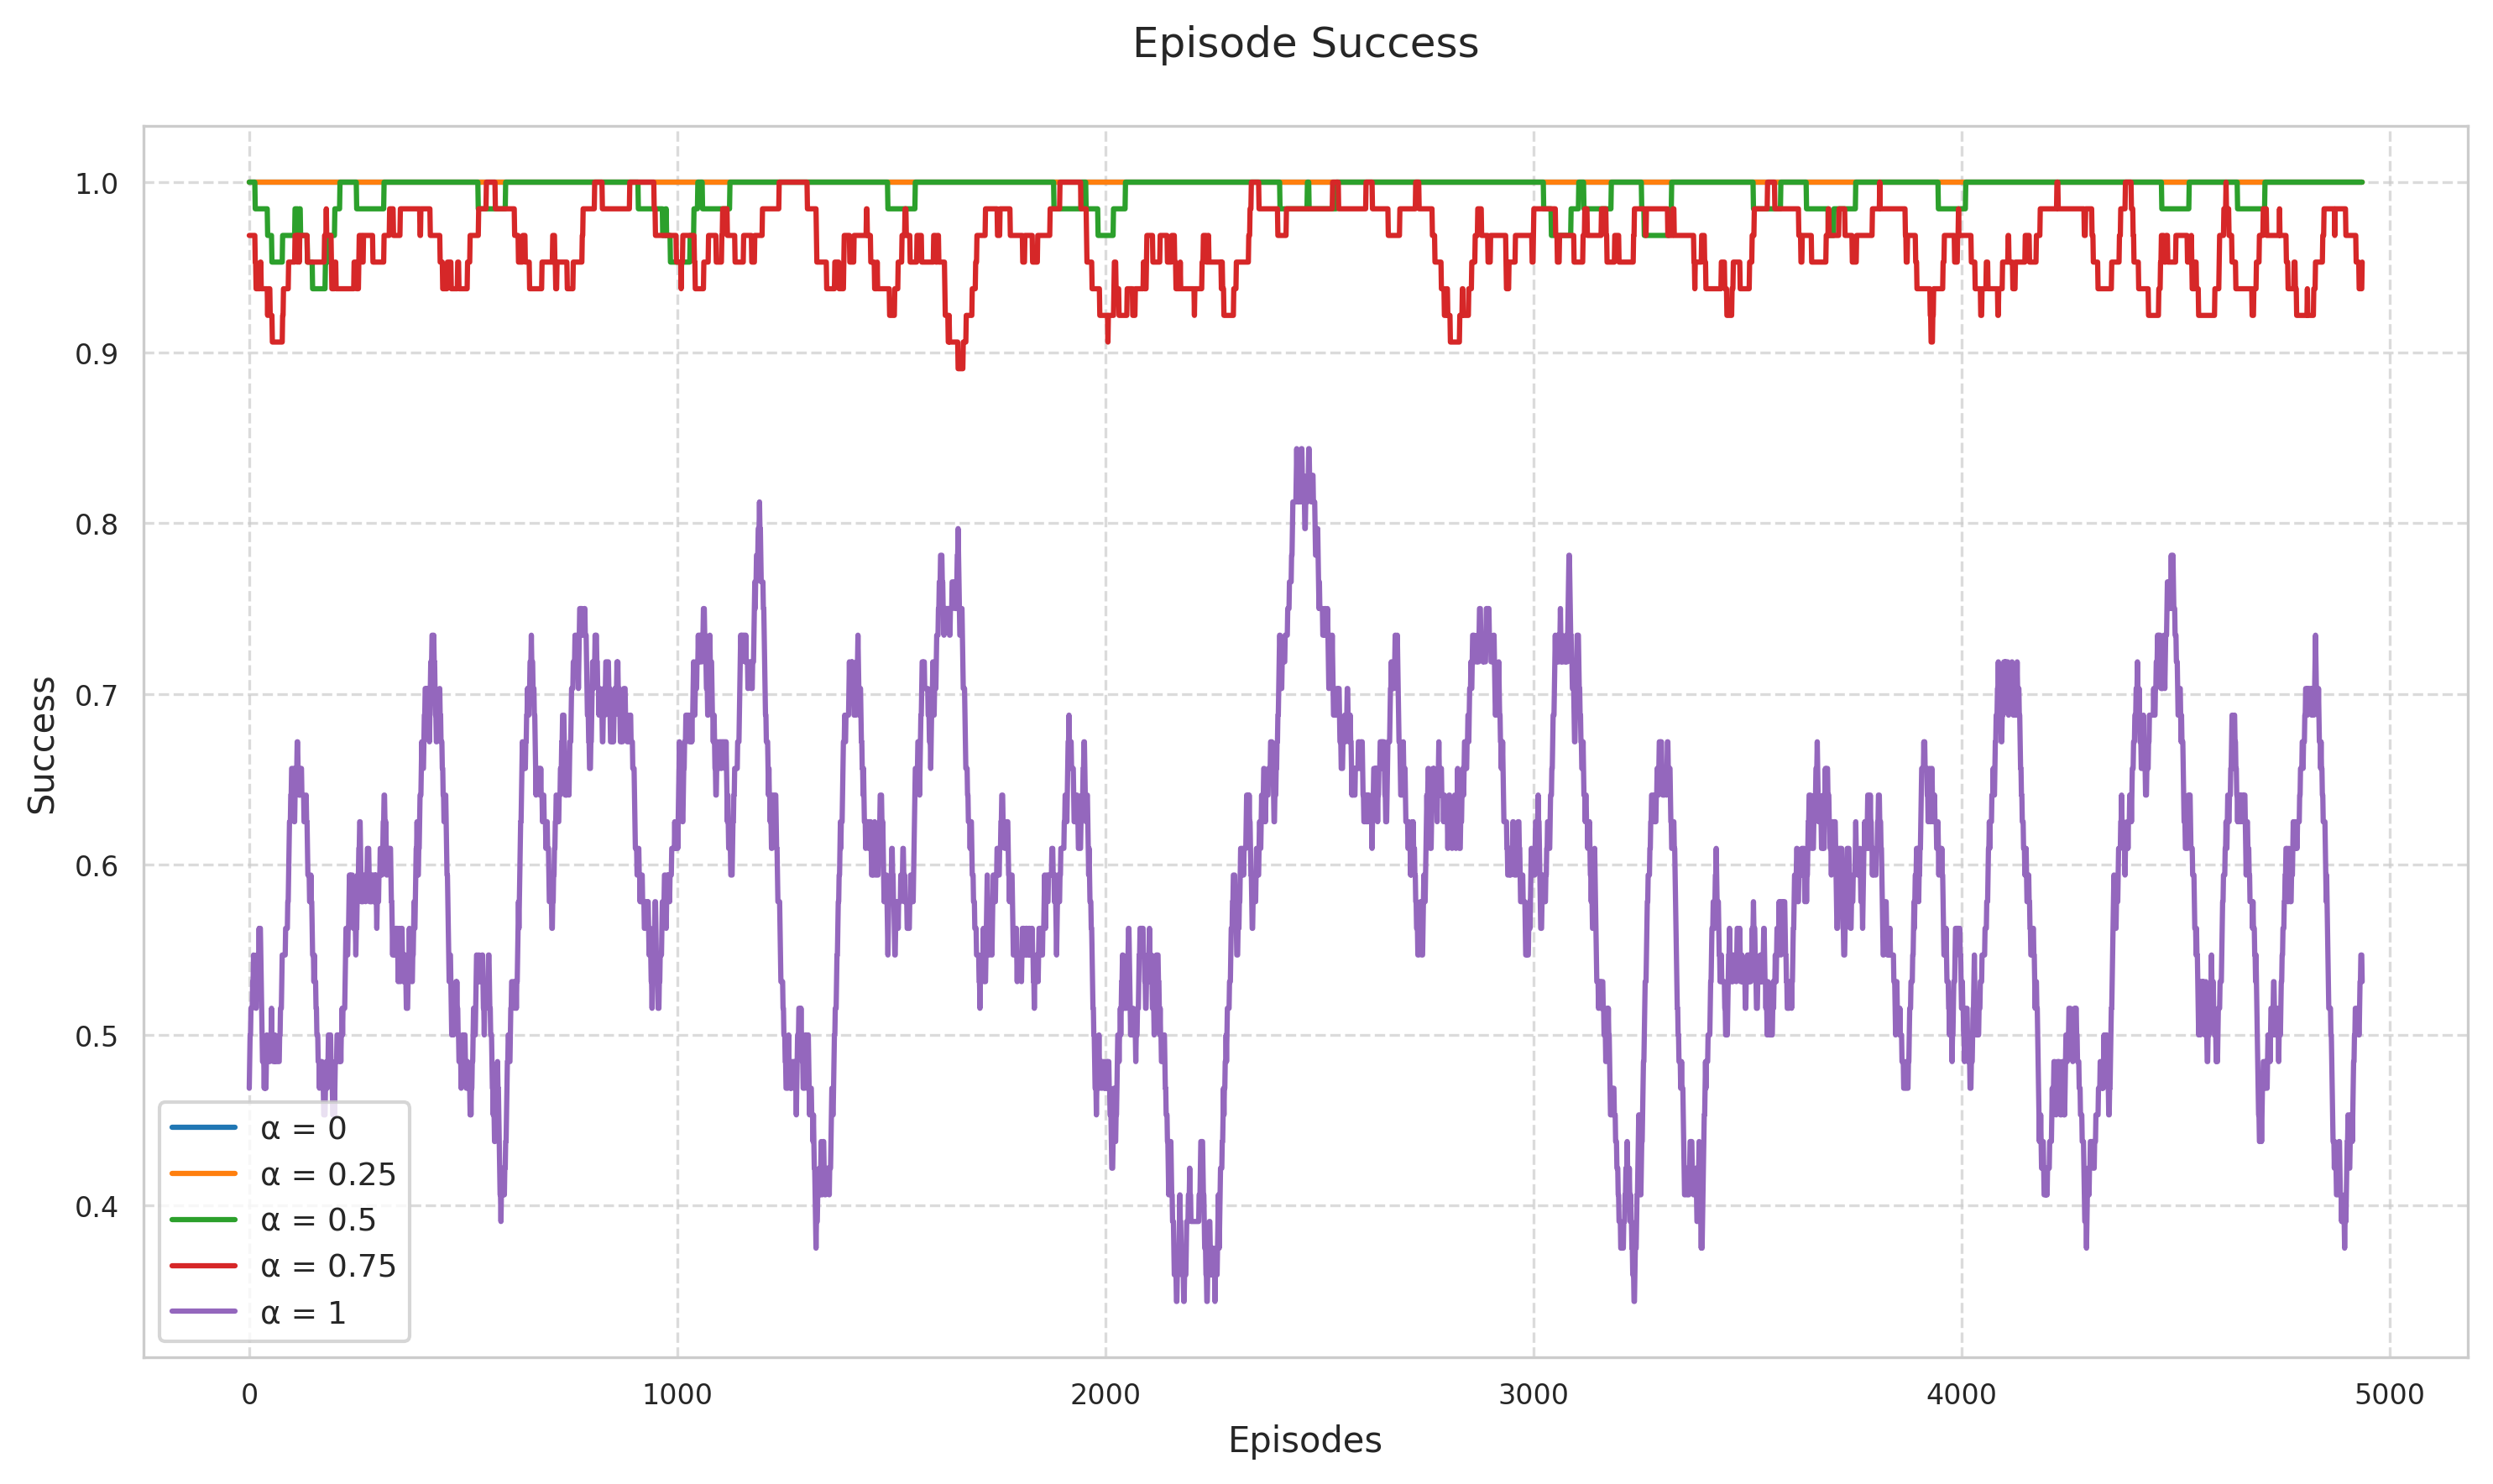 Episode Success
1.0
0.9
0.8
0.7
0.6
0.5
0.4
Success
α = 0
α = 0.25
α = 0.5
α = 0.75
α = 1
0 1000 2000 3000 4000 5000
Episodes